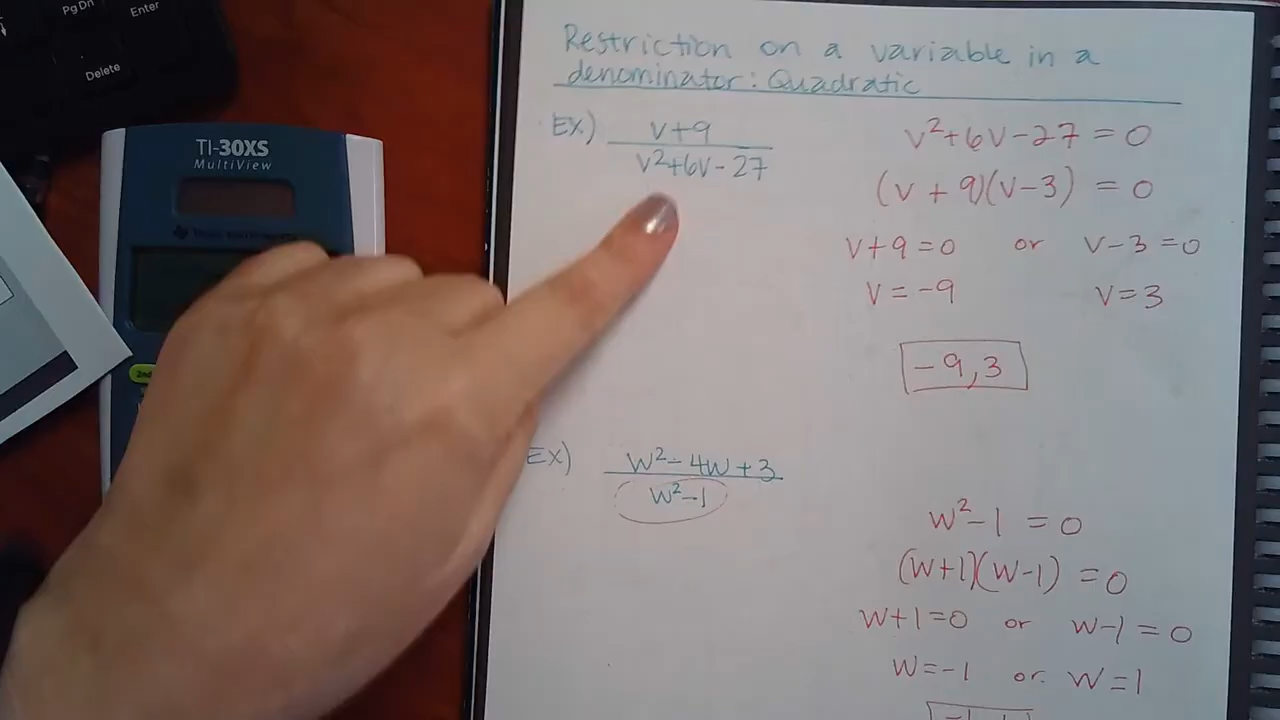 PgDn
Enter
Delete
TI-30XS
MultiView
2nd
Restriction on a variable in a
denominator: Quadratic
Ex) v+9
v²+6v-27
v²+6v-27 = 0
(v + 9)(v-3) = 0
v+9=0 or v-3=0
v=-9 v=3
-9,3
Ex) w²-4w+3
w²-1
w²-1 = 0
(w+1)(w-1) = 0
w+1=0 or w-1=0
w=-1 or w=1